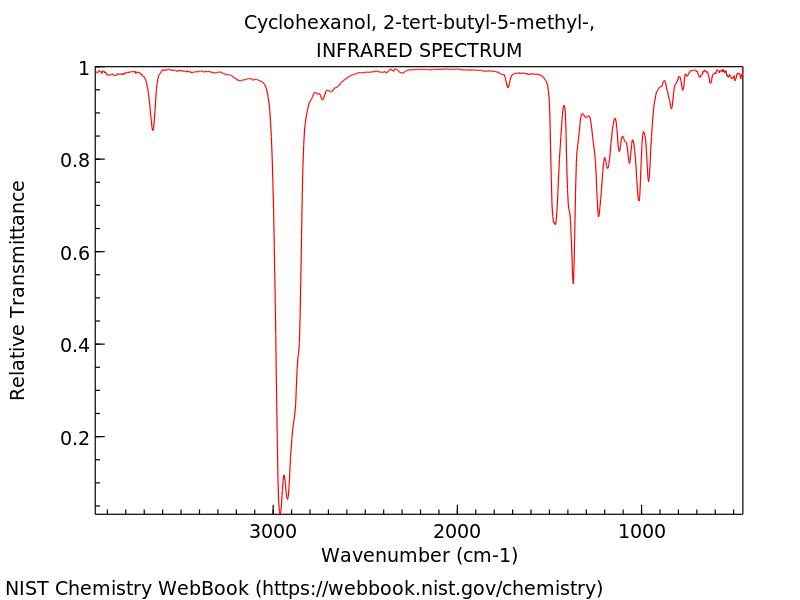 Cyclohexanol, 2-tert-butyl-5-methyl-,
INFRARED SPECTRUM
1
0.8
0.6
0.4
0.2
Relative Transmittance
3000 2000 1000
Wavenumber (cm-1)
NIST Chemistry WebBook (https://webbook.nist.gov/chemistry)